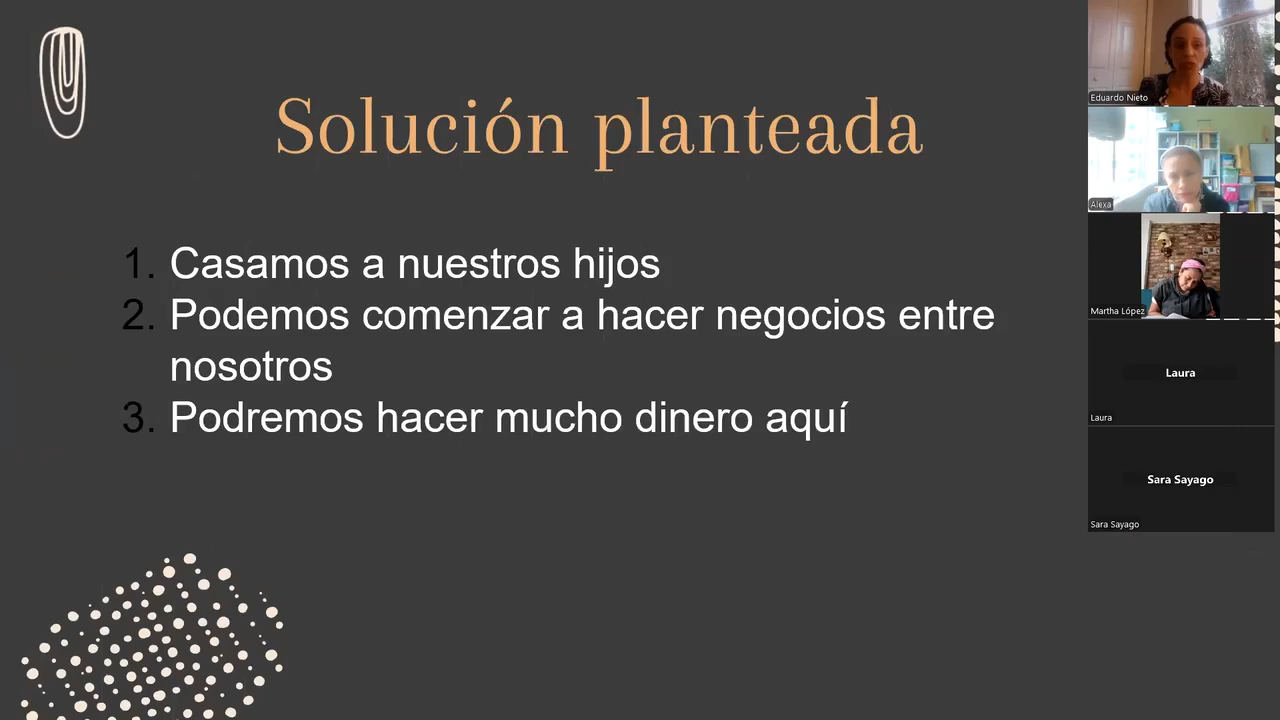 Solución planteada
1. Casamos a nuestros hijos
2. Podemos comenzar a hacer negocios entre
nosotros
3. Podremos hacer mucho dinero aquí
Eduardo Nieto
Alexa
Martha López
Laura
Laura
Sara Sayago
Sara Sayago